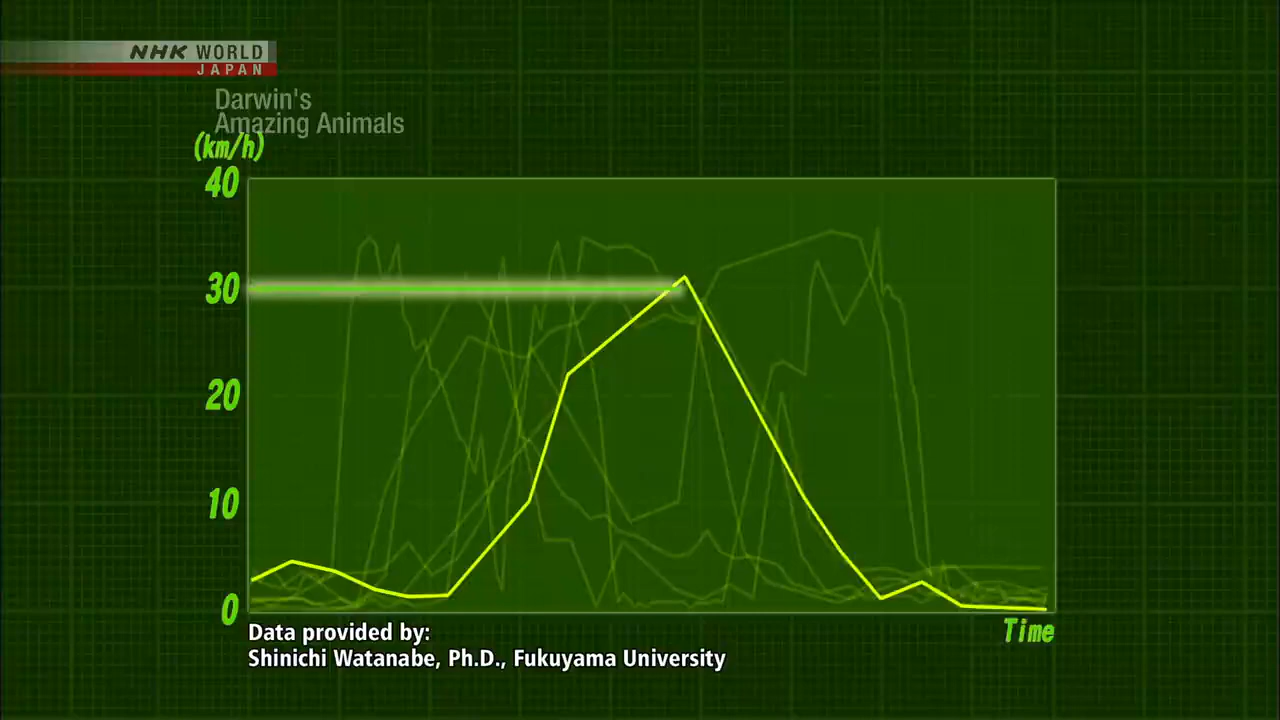 NHK WORLD
JAPAN
Darwin's
Amazing Animals
(km/h)
40
30
20
10
0
Time
Data provided by:
Shinichi Watanabe, Ph.D., Fukuyama University